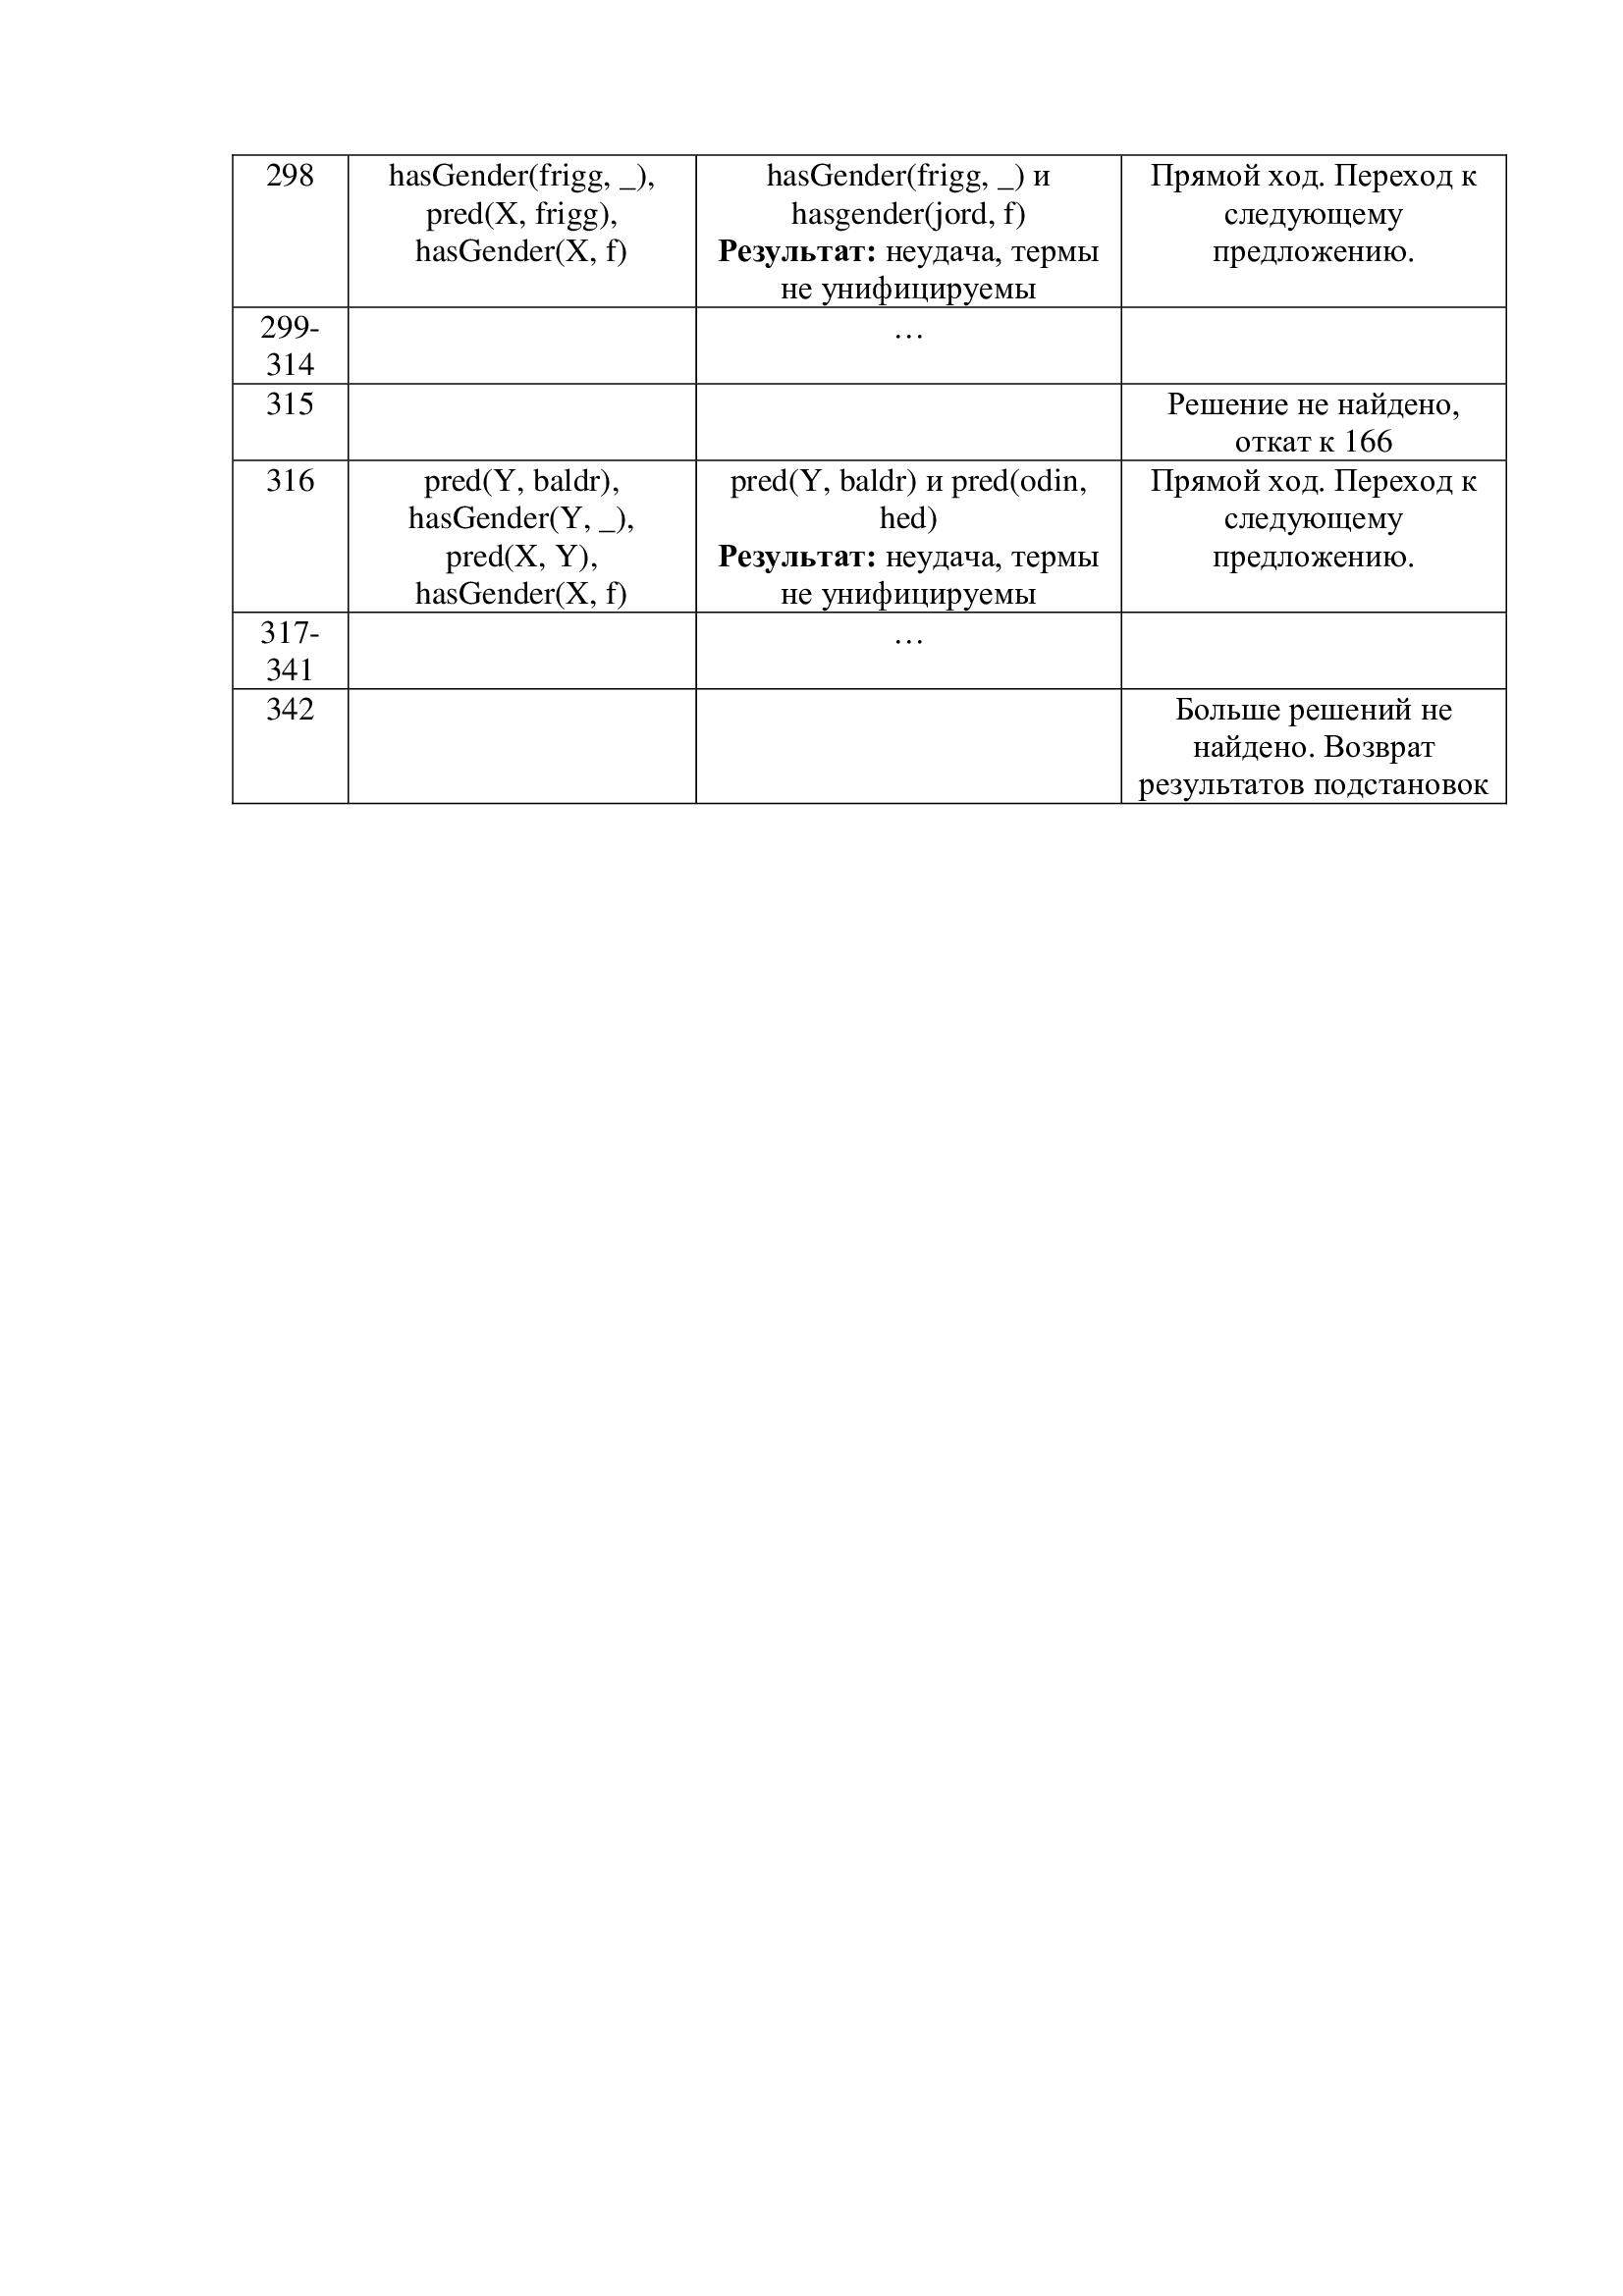 298
hasGender(frigg, _),
pred(X, frigg),
hasGender(X, f)
hasGender(frigg, _) и
hasgender(jord, f)
Результат: неудача, термы
не унифицируемы
Прямой ход. Переход к
следующему
предложению.
299-
314
…
315
Решение не найдено,
откат к 166
316
pred(Y, baldr),
hasGender(Y, _),
pred(X, Y),
hasGender(X, f)
pred(Y, baldr) и pred(odin,
hed)
Результат: неудача, термы
не унифицируемы
Прямой ход. Переход к
следующему
предложению.
317-
341
…
342
Больше решений не
найдено. Возврат
результатов подстановок